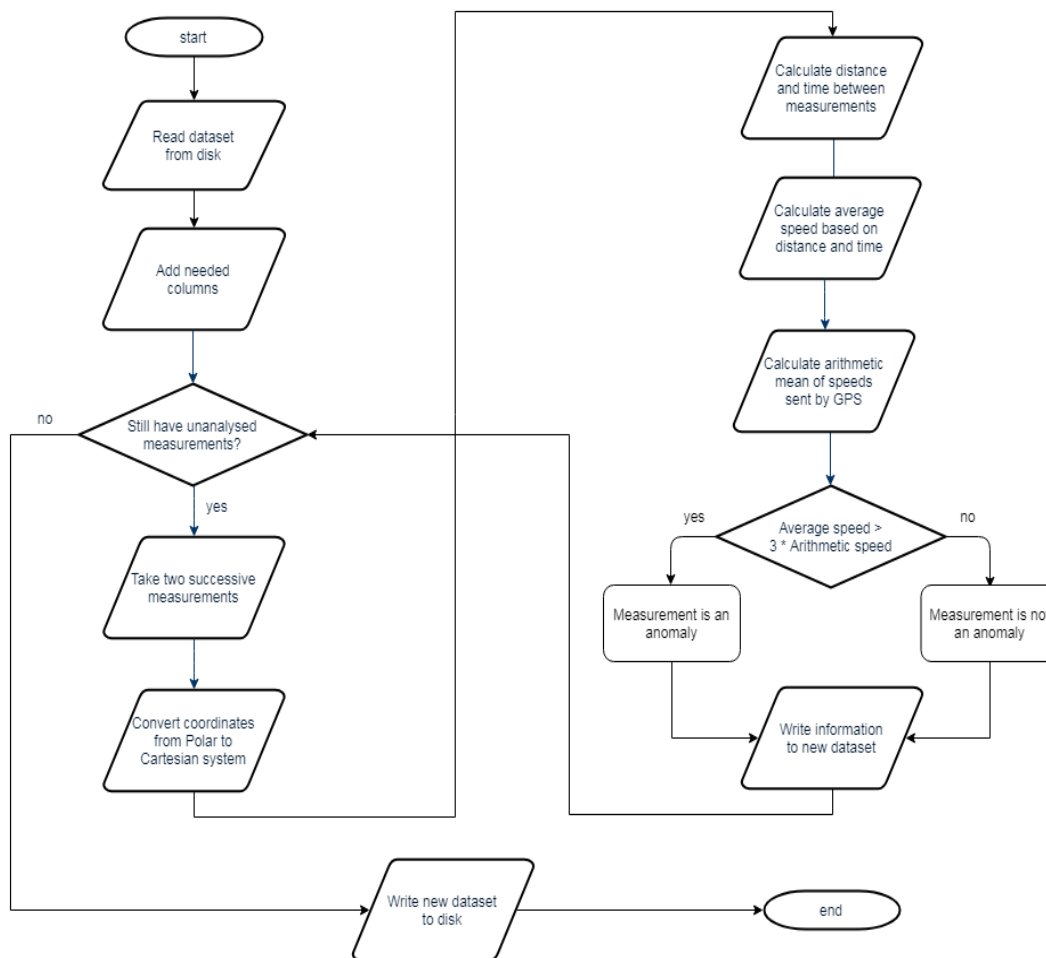 start
Read dataset
from disk
Add needed
columns
no
Still have unanalysed
measurements?
yes
Take two successive
measurements
Convert coordinates
from Polar to
Cartesian system
Calculate distance
and time between
measurements
Calculate average
speed based on
distance and time
Calculate arithmetic
mean of speeds
sent by GPS
yes
Average speed >
3 * Arithmetic speed
no
Measurement is an
anomaly
Measurement is not
an anomaly
Write information
to new dataset
Write new dataset
to disk
end